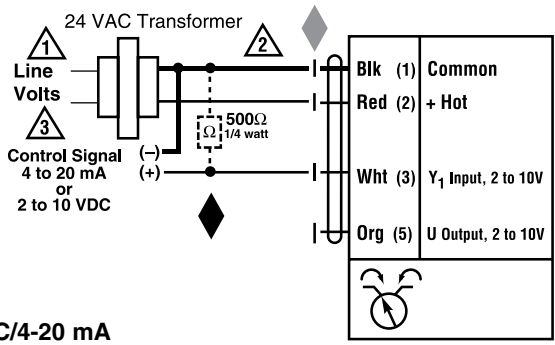 24 VAC Transformer
1
Line
Volts
3
Control Signal
4 to 20 mA
or
2 to 10 VDC
(–)
(+)
2
Ω
500Ω
1/4 watt
Blk (1) Common
Red (2) + Hot
Wht (3) Y₁ Input, 2 to 10V
Org (5) U Output, 2 to 10V
C/4-20 mA